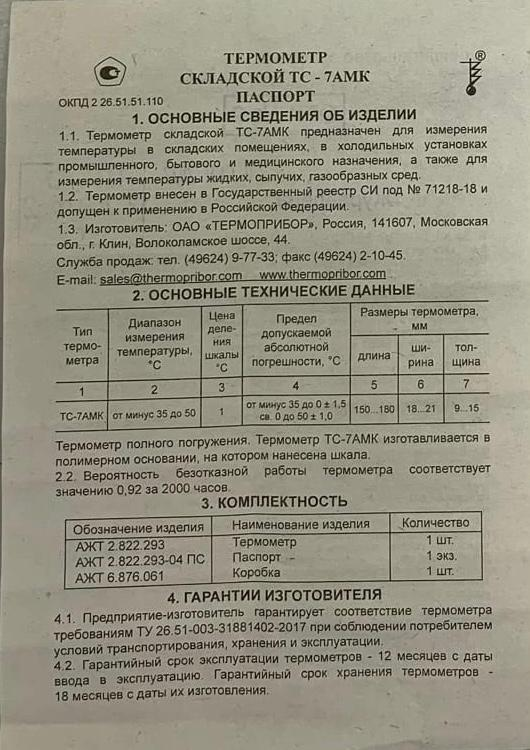 ТЕРМОМЕТР
СКЛАДСКОЙ ТС - 7АМК
ПАСПОРТ
®
ОКПД 2 26.51.51.110
1. ОСНОВНЫЕ СВЕДЕНИЯ ОБ ИЗДЕЛИИ
1.1. Термометр складской ТС-7АМК предназначен для измерения
температуры в складских помещениях, в холодильных установках
промышленного, бытового и медицинского назначения, а также для
измерения температуры жидких, сыпучих, газообразных сред.
1.2. Термометр внесен в Государственный реестр СИ под № 71218-18 и
допущен к применению в Российской Федерации.
1.3. Изготовитель: ОАО «ТЕРМОПРИБОР», Россия, 141607, Московская
обл., г. Клин, Волоколамское шоссе, 44.
Служба продаж: тел. (49624) 9-77-33; факс (49624) 2-10-45.
E-mail: sales@thermopribor.com www.thermopribor.com
2. ОСНОВНЫЕ ТЕХНИЧЕСКИЕ ДАННЫЕ
Тип
термо-
метра
Диапазон
измерения
температуры,
°С
Цена
деле-
ния
шкалы
°С
Предел
допускаемой
абсолютной
погрешности, °С
Размеры термометра,
мм
длина
ши-
рина
тол-
щина
1 2 3 4 5 6 7
ТС-7АМК
от минус 35 до 50
1
от минус 35 до 0 ± 1,5
св. 0 до 50 ± 1,0
150...180
18...21
9...15
Термометр полного погружения. Термометр ТС-7АМК изготавливается в
полимерном основании, на котором нанесена шкала.
2.2. Вероятность безотказной работы термометра соответствует
значению 0,92 за 2000 часов.
3. КОМПЛЕКТНОСТЬ
Обозначение изделия Наименование изделия Количество
АЖТ 2.822.293 Термометр 1 шт.
АЖТ 2.822.293-04 ПС Паспорт 1 экз.
АЖТ 6.876.061 Коробка 1 шт.
4. ГАРАНТИИ ИЗГОТОВИТЕЛЯ
4.1. Предприятие-изготовитель гарантирует соответствие термометра
требованиям ТУ 26.51-003-31881402-2017 при соблюдении потребителем
условий транспортирования, хранения и эксплуатации.
4.2. Гарантийный срок эксплуатации термометров - 12 месяцев с даты
ввода в эксплуатацию. Гарантийный срок хранения термометров -
18 месяцев с даты их изготовления.